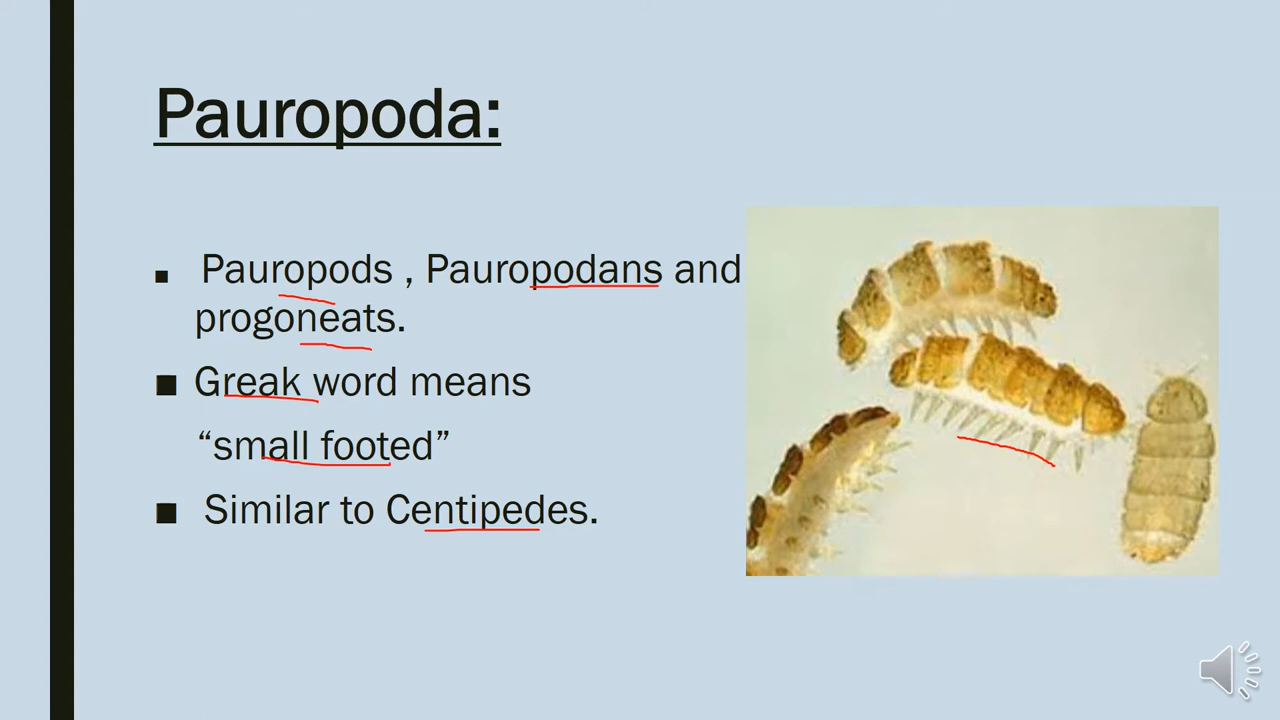 Pauropoda:
■ Pauropods , Pauropodans and
progoneats.
■ Greak word means
“small footed”
■ Similar to Centipedes.